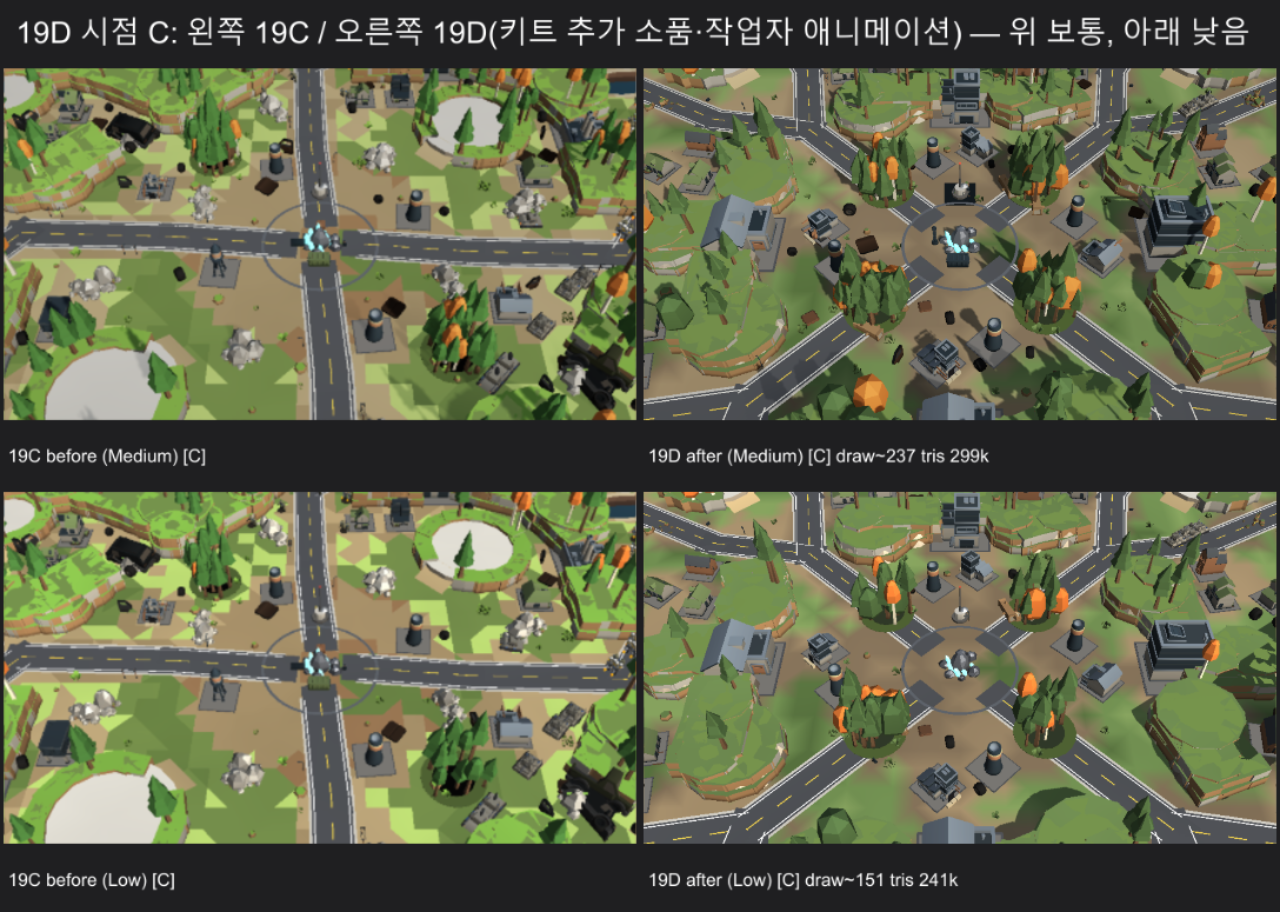 19D 시점 C: 왼쪽 19C / 오른쪽 19D(키트 추가 소품·작업자 애니메이션) — 위 보통, 아래 낮음
19C before (Medium) [C]
19D after (Medium) [C] draw~237 tris 299k
19C before (Low) [C]
19D after (Low) [C] draw~151 tris 241k